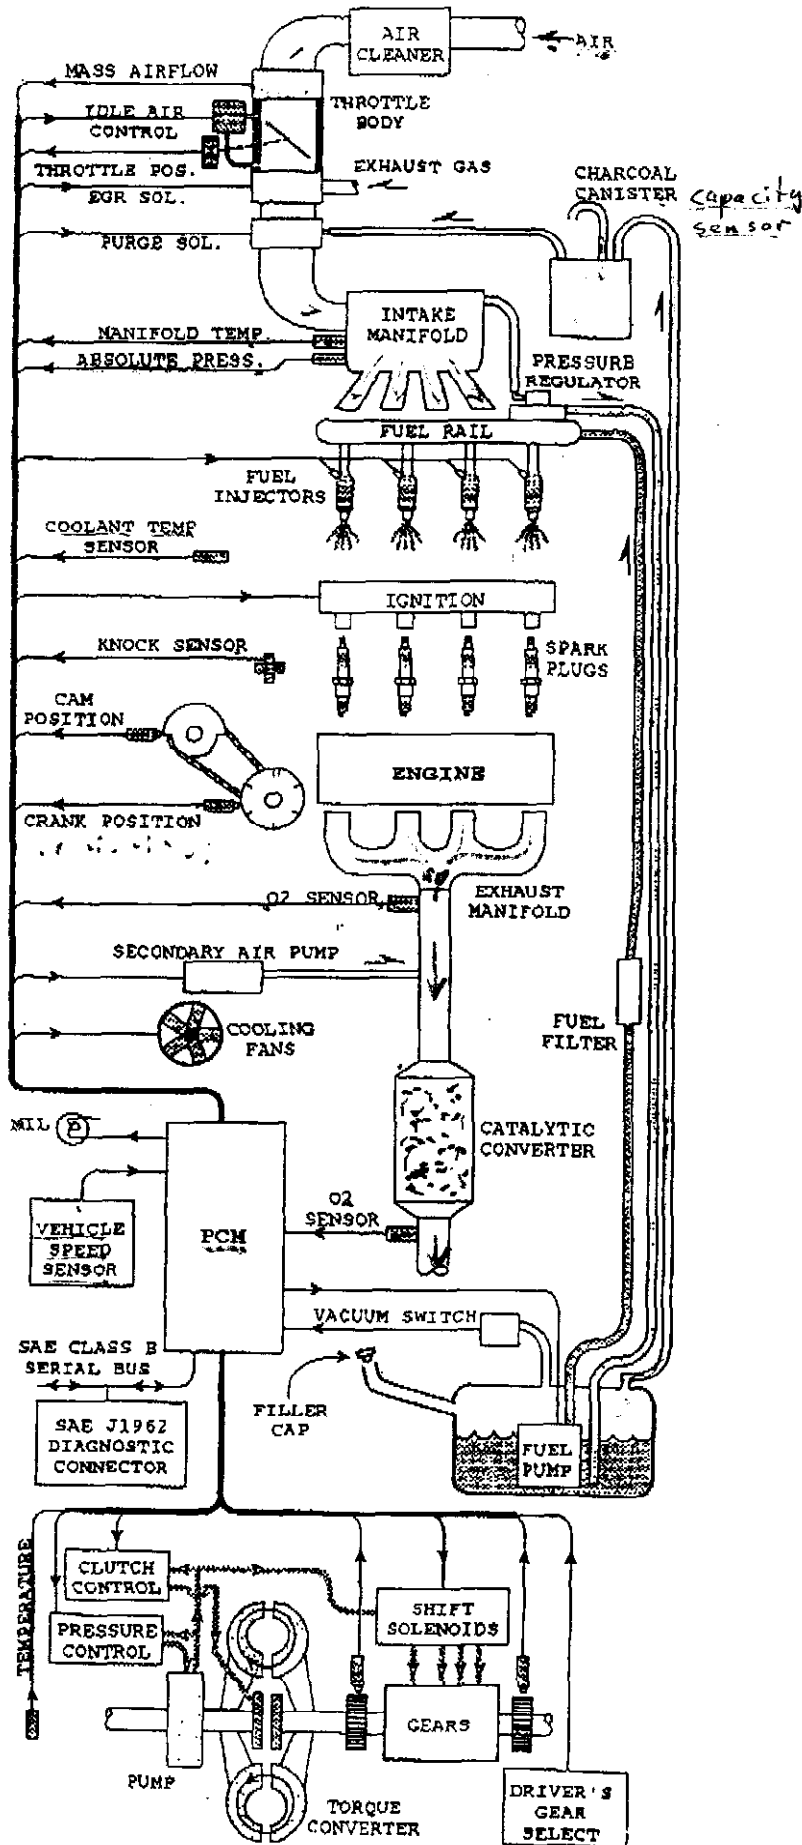 AIR
CLEANER
AIR
MASS AIRFLOW
THROTTLE
BODY
IDLE AIR
CONTROL
THROTTLE POS.
EXHAUST GAS
EGR SOL.
CHARCOAL
CANISTER
capacity
sensor
PURGE SOL.
INTAKE
MANIFOLD
MANIFOLD TEMP.
ABSOLUTE PRESS.
PRESSURE
REGULATOR
FUEL RAIL
FUEL
INJECTORS
COOLANT TEMP
SENSOR
IGNITION
KNOCK SENSOR
SPARK
PLUGS
CAM
POSITION
ENGINE
CRANK POSITION
O2 SENSOR
EXHAUST
MANIFOLD
SECONDARY AIR PUMP
COOLING
FANS
FUEL
FILTER
MIL
CATALYTIC
CONVERTER
O2
SENSOR
PCM
VEHICLE
SPEED
SENSOR
VACUUM SWITCH
SAE CLASS B
SERIAL BUS
FILLER
CAP
SAE J1962
DIAGNOSTIC
CONNECTOR
FUEL
PUMP
TEMPERATURE
CLUTCH
CONTROL
SHIFT
SOLENOIDS
PRESSURE
CONTROL
GEARS
PUMP
TORQUE
CONVERTER
DRIVER'S
GEAR
SELECT